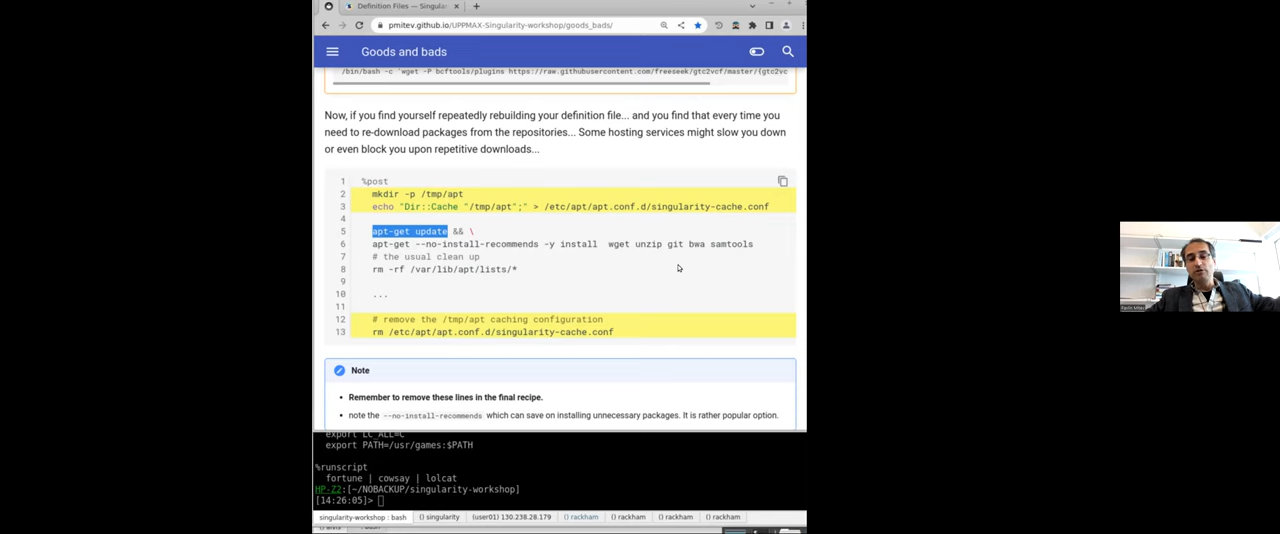 Definition Files — Singula
pmitev.github.io/UPPMAX-Singularity-workshop/goods_bads/
Goods and bads
/bin/bash -c 'wget -P bcftools/plugins https://raw.githubusercontent.com/freeseek/gtc2vcf/master/{gtc2vc
Now, if you find yourself repeatedly rebuilding your definition file... and you find that every time you
need to re-download packages from the repositories... Some hosting services might slow you down
or even block you upon repetitive downloads...
1 %post
2 mkdir -p /tmp/apt
3 echo "Dir::Cache "/tmp/apt";" > /etc/apt/apt.conf.d/singularity-cache.conf
4
5 apt-get update && \
6 apt-get --no-install-recommends -y install wget unzip git bwa samtools
7 # the usual clean up
8 rm -rf /var/lib/apt/lists/*
9
10 ...
11
12 # remove the /tmp/apt caching configuration
13 rm /etc/apt/apt.conf.d/singularity-cache.conf
Note
• Remember to remove these lines in the final recipe.
• note the --no-install-recommends which can save on installing unnecessary packages. It is rather popular option.
export LC_ALL=C
export PATH=/usr/games:$PATH
%runscript
fortune | cowsay | lolcat
HP-Z2:[~/NOBACKUP/singularity-workshop]
[14:26:05]>
singularity-workshop : bash () singularity (user01) 130.238.28.179 () rackham () rackham () rackham () rackham
: bash